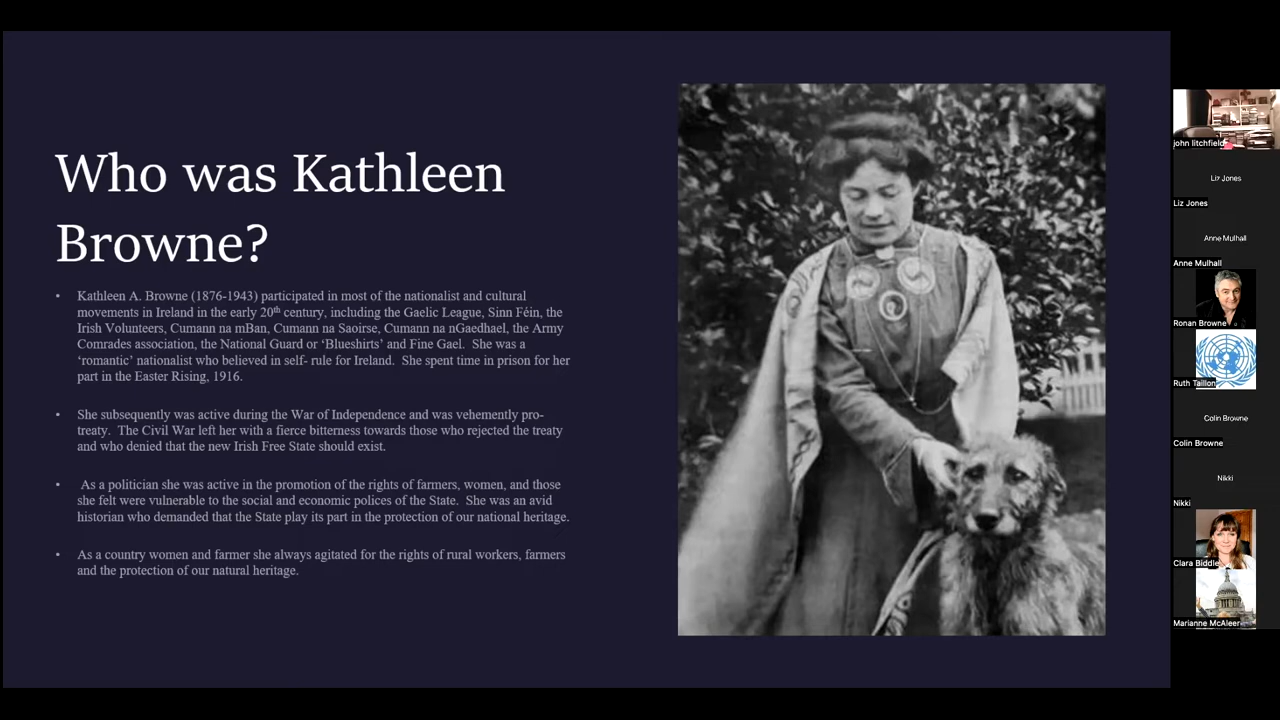 Who was Kathleen
Browne?
• Kathleen A. Browne (1876-1943) participated in most of the nationalist and cultural
movements in Ireland in the early 20th century, including the Gaelic League, Sinn Féin, the
Irish Volunteers, Cumann na mBan, Cumann na Saoirse, Cumann na nGaedhael, the Army
Comrades association, the National Guard or ‘Blueshirts’ and Fine Gael. She was a
‘romantic’ nationalist who believed in self- rule for Ireland. She spent time in prison for her
part in the Easter Rising, 1916.
• She subsequently was active during the War of Independence and was vehemently pro-
treaty. The Civil War left her with a fierce bitterness towards those who rejected the treaty
and who denied that the new Irish Free State should exist.
• As a politician she was active in the promotion of the rights of farmers, women, and those
she felt were vulnerable to the social and economic polices of the State. She was an avid
historian who demanded that the State play its part in the protection of our national heritage.
• As a country women and farmer she always agitated for the rights of rural workers, farmers
and the protection of our natural heritage.
john litchfield
Liz Jones
Liz Jones
Anne Mulhall
Anne Mulhall
Ronan Browne
Ruth Taillon
Colin Browne
Colin Browne
Nikki
Nikki
Clara Biddle
Marianne McAleer